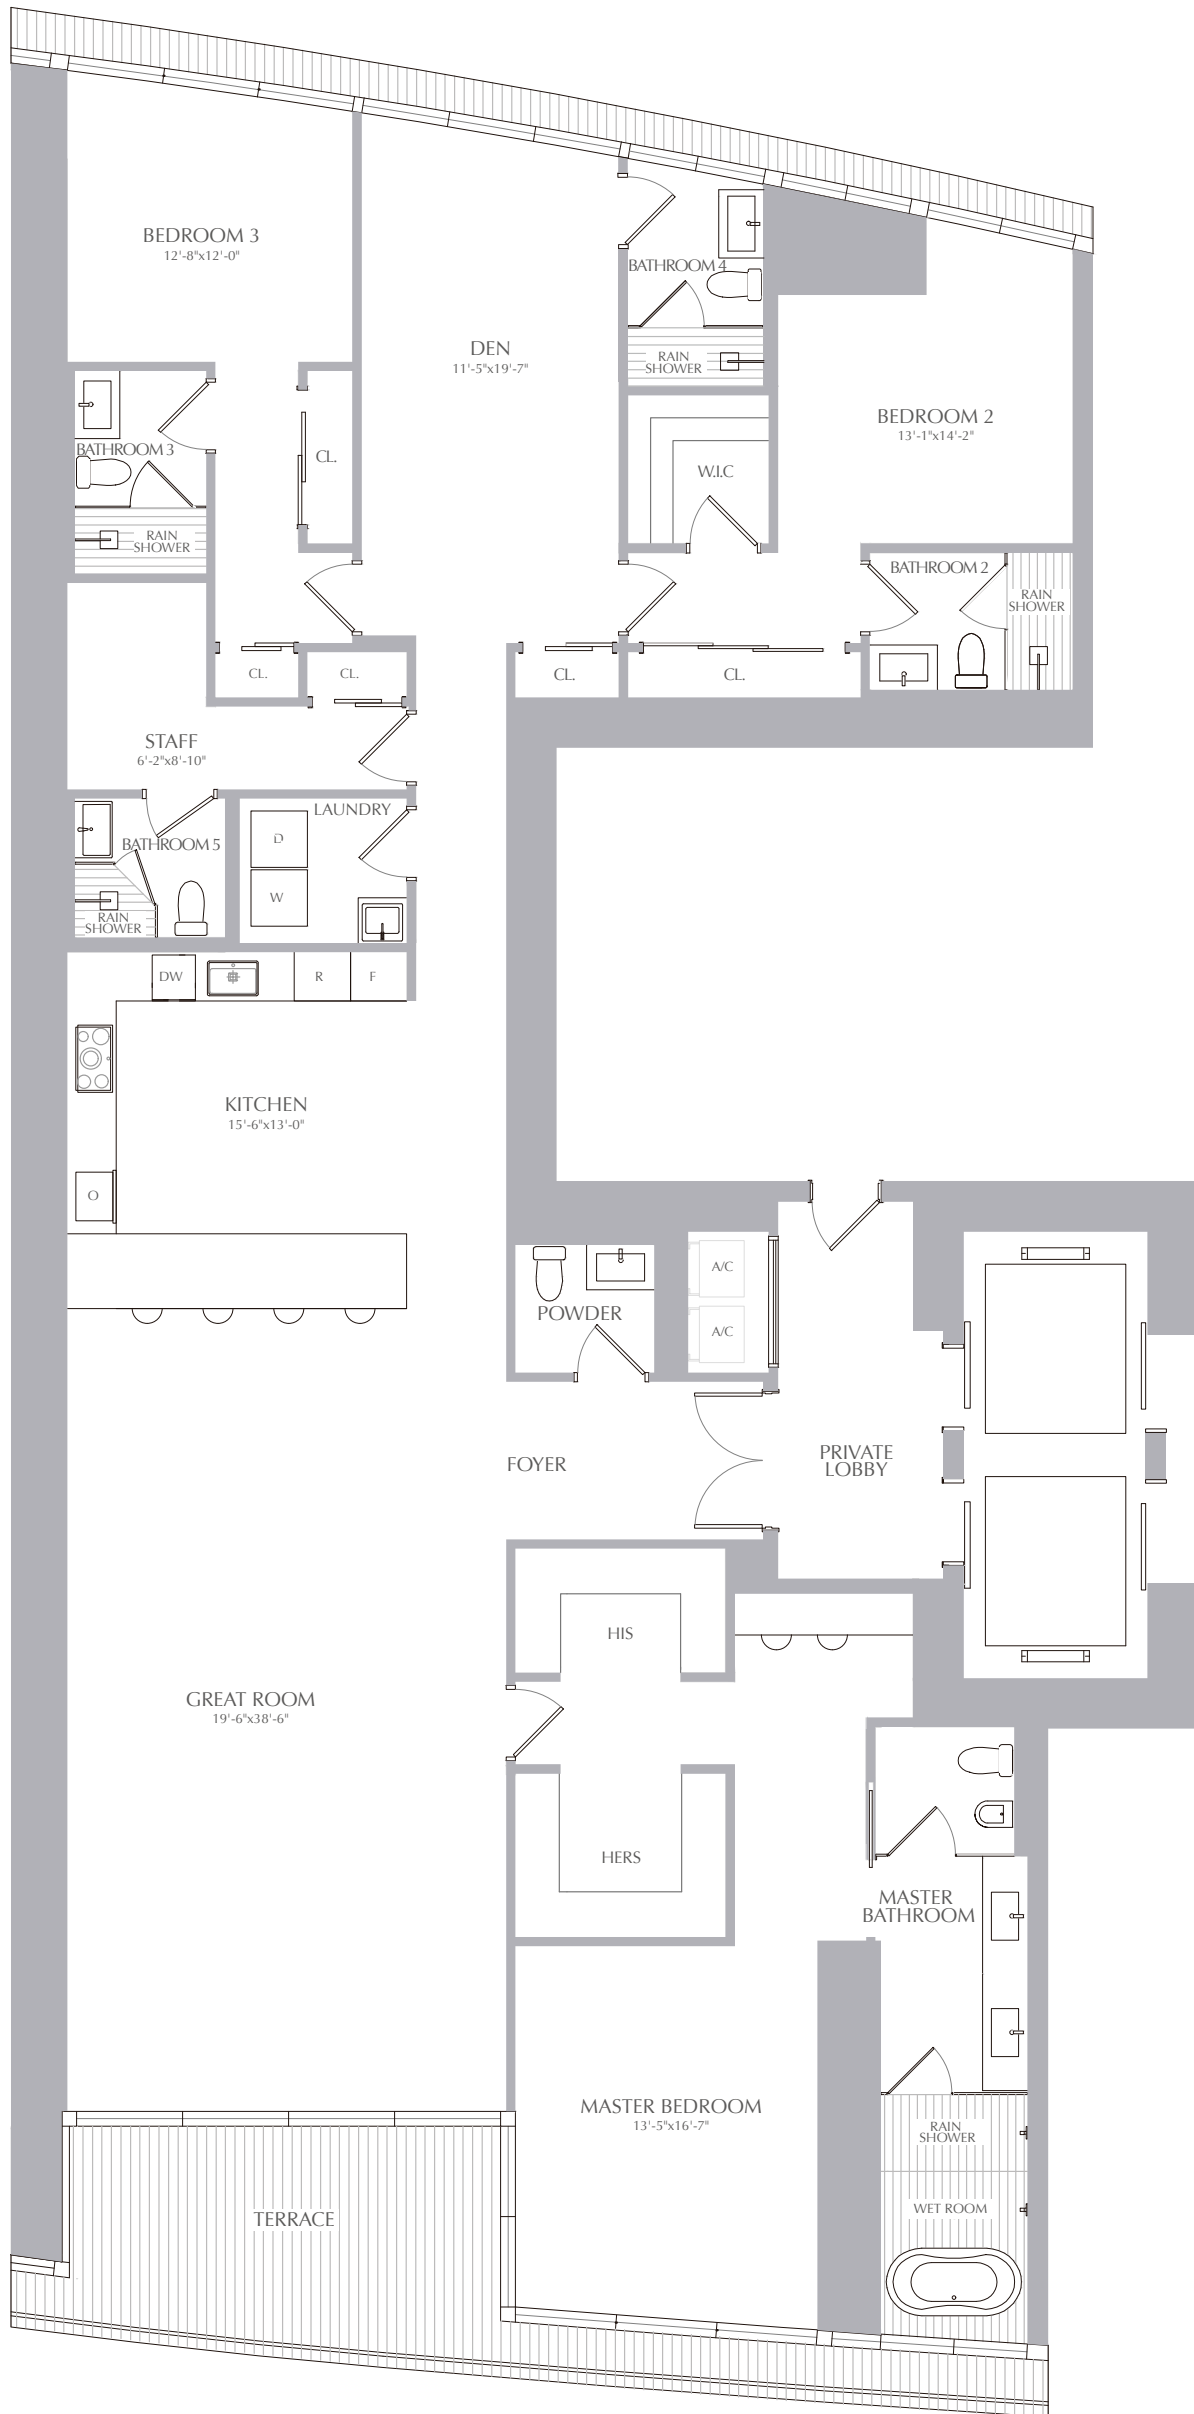 BEDROOM 3
12'-8"x12'-0"
BATHROOM 4
DEN
11'-5"x19'-7"
RAIN
SHOWER
BEDROOM 2
13'-1"x14'-2"
BATHROOM 3
CL.
W.I.C
RAIN
SHOWER
BATHROOM 2
RAIN
SHOWER
CL.
CL.
CL.
CL.
STAFF
6'-2"x8'-10"
LAUNDRY
D
BATHROOM 5
W
RAIN
SHOWER
DW
R
F
KITCHEN
15'-6"x13'-0"
O
A/C
POWDER
A/C
FOYER
PRIVATE
LOBBY
HIS
GREAT ROOM
19'-6"x38'-6"
HERS
MASTER
BATHROOM
MASTER BEDROOM
13'-5"x16'-7"
RAIN
SHOWER
WET ROOM
TERRACE